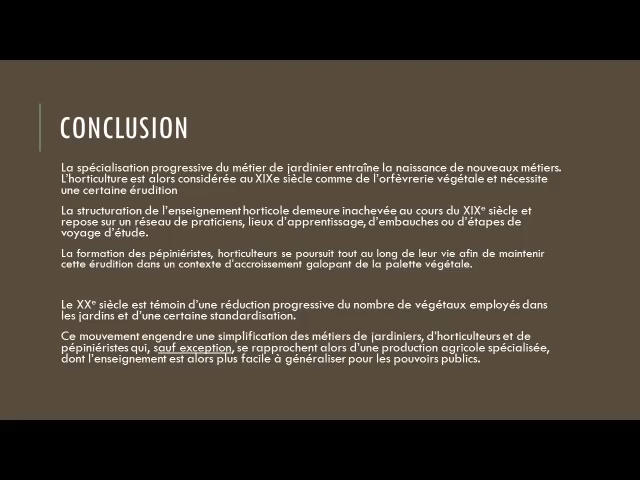 CONCLUSION
La spécialisation progressive du métier de jardinier entraîne la naissance de nouveaux métiers.
L'horticulture est alors considérée au XIXe siècle comme de l'orfèvrerie végétale et nécessite
une certaine érudition
La structuration de l'enseignement horticole demeure inachevée au cours du XIXe siècle et
repose sur un réseau de praticiens, lieux d'apprentissage, d'embauches ou d'étapes de
voyage d'étude.
La formation des pépiniéristes, horticulteurs se poursuit tout au long de leur vie afin de maintenir
cette érudition dans un contexte d'accroissement galopant de la palette végétale.
Le XXe siècle est témoin d'une réduction progressive du nombre de végétaux employés dans
les jardins et d'une certaine standardisation.
Ce mouvement engendre une simplification des métiers de jardiniers, d'horticulteurs et de
pépiniéristes qui, sauf exception, se rapprochent alors d'une production agricole spécialisée,
dont l'enseignement est alors plus facile à généraliser pour les pouvoirs publics.